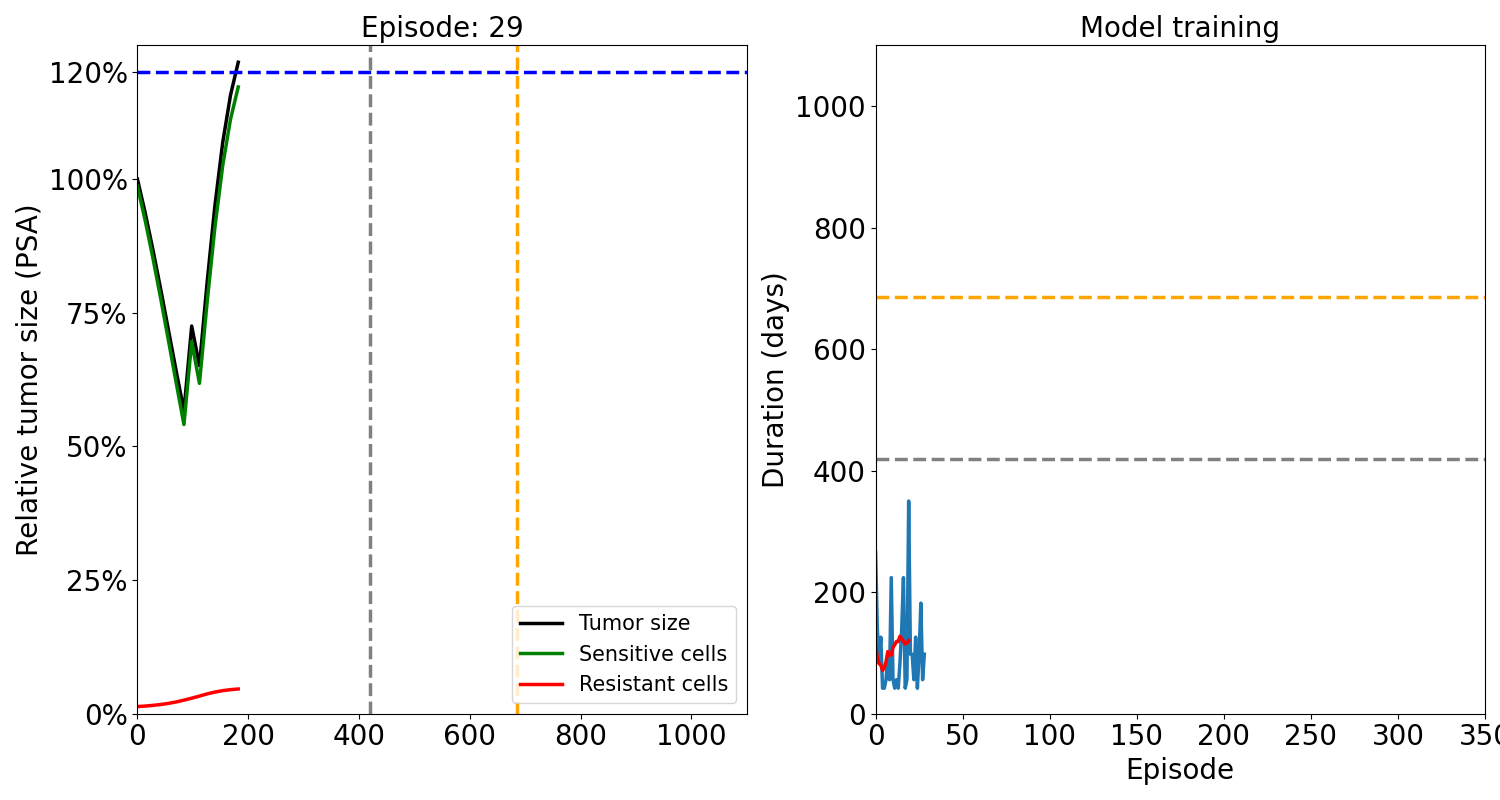 Episode: 29
Relative tumor size (PSA)
120%
100%
75%
50%
25%
0%
0 200 400 600 800 1000
Tumor size
Sensitive cells
Resistant cells
Model training
Duration (days)
1000
800
600
400
200
0
0 50 100 150 200 250 300 350
Episode